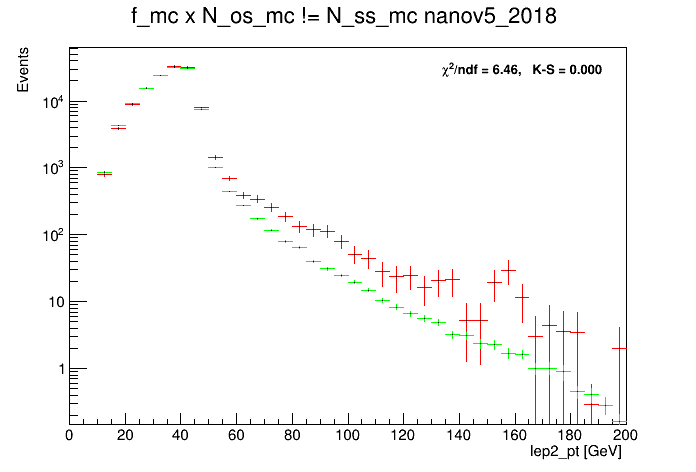 f_mc x N_os_mc != N_ss_mc nanov5_2018
Events
χ²/ndf = 6.46, K-S = 0.000
10⁴
10³
10²
10
1
0 20 40 60 80 100 120 140 160 180 200
lep2_pt [GeV]